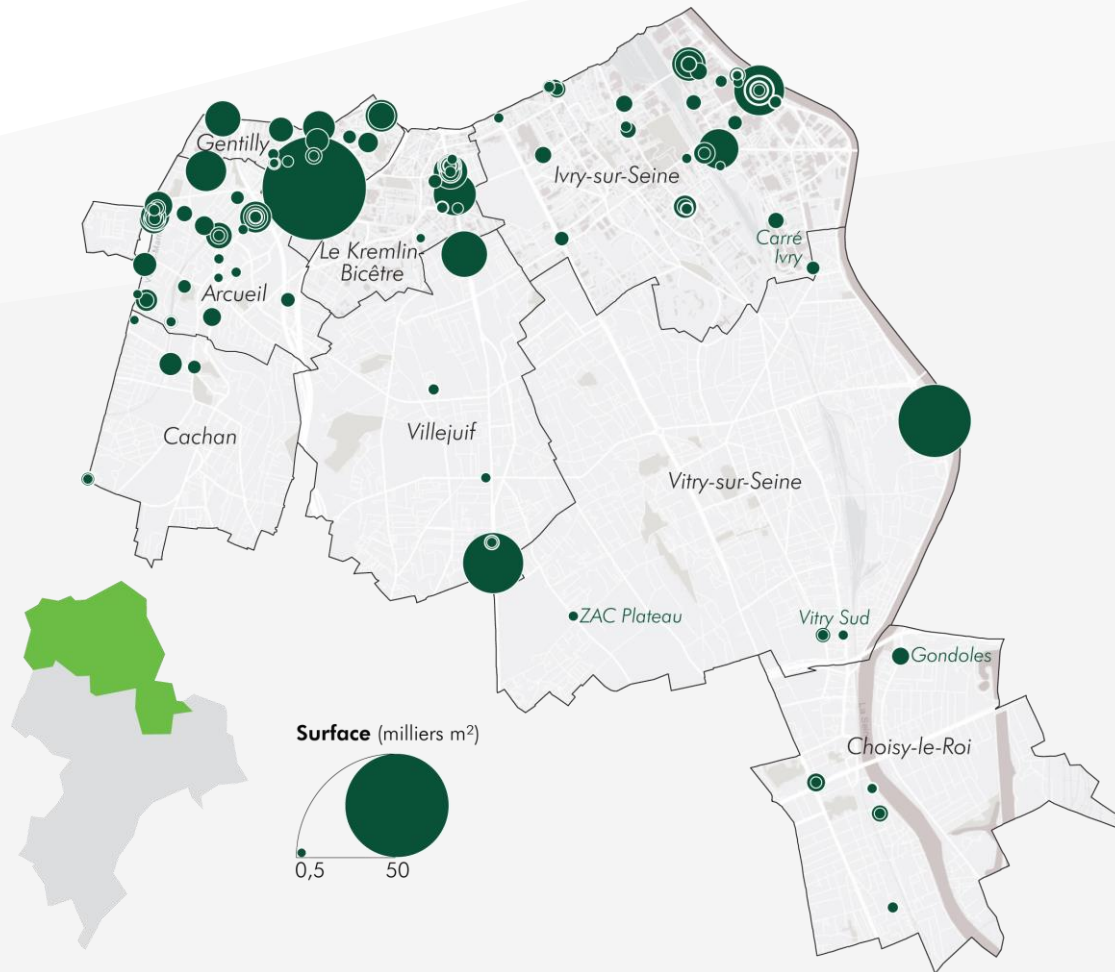 Gentilly
Ivry-sur-Seine
Carré
Ivry
Le Kremlin-
Bicêtre
Arcueil
Cachan
Villejuif
Vitry-sur-Seine
ZAC Plateau
Vitry Sud
Gondoles
Choisy-le-Roi
Surface (milliers m²)
0,5 50